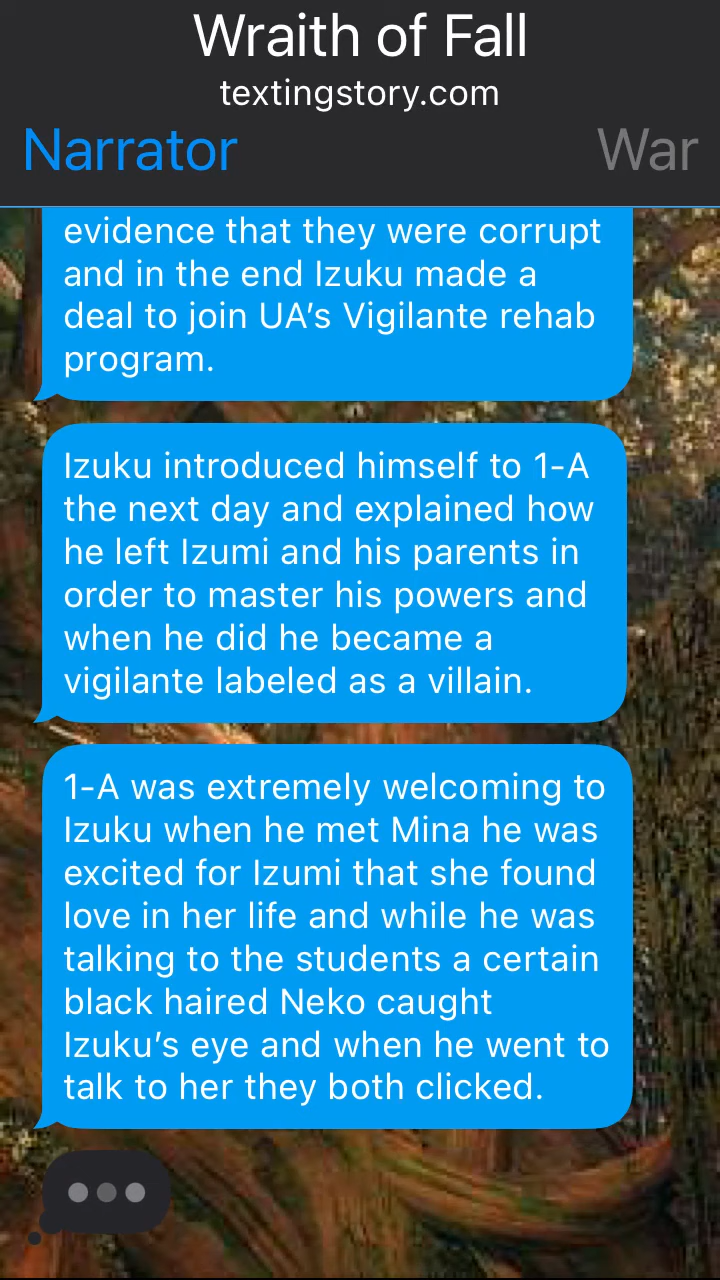 Wraith of Fall
textingstory.com
Narrator
War
evidence that they were corrupt
and in the end Izuku made a
deal to join UA’s Vigilante rehab
program.
Izuku introduced himself to 1-A
the next day and explained how
he left Izumi and his parents in
order to master his powers and
when he did he became a
vigilante labeled as a villain.
1-A was extremely welcoming to
Izuku when he met Mina he was
excited for Izumi that she found
love in her life and while he was
talking to the students a certain
black haired Neko caught
Izuku’s eye and when he went to
talk to her they both clicked.